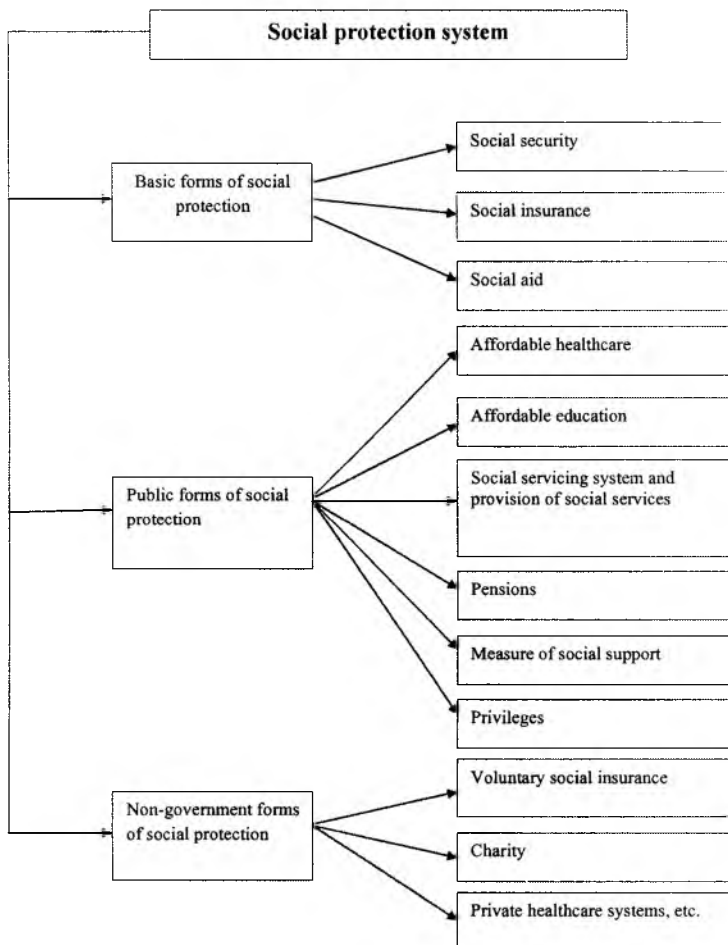 Social protection system
Basic forms of social
protection
Social security
Social insurance
Social aid
Public forms of social
protection
Affordable healthcare
Affordable education
Social servicing system and
provision of social services
Pensions
Measure of social support
Privileges
Non-government forms
of social protection
Voluntary social insurance
Charity
Private healthcare systems, etc.